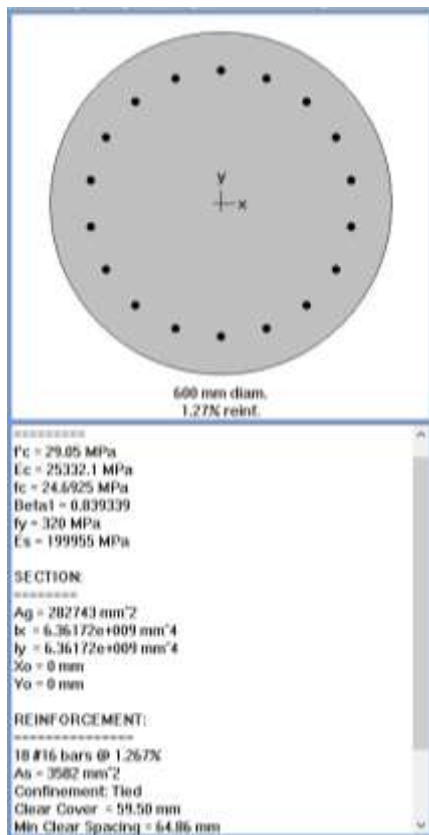 y
x
600 mm diam.
1.27% reinf.
=========
f'c = 29.05 MPa
Ec = 25332.1 MPa
fc = 24.6925 MPa
Beta1 = 0.839339
fy = 320 MPa
Es = 199955 MPa
SECTION:
========
Ag = 282743 mm^2
Ix = 6.36172e+009 mm^4
Iy = 6.36172e+009 mm^4
Xo = 0 mm
Yo = 0 mm
REINFORCEMENT:
===============
18 #16 bars @ 1.267%
As = 3582 mm^2
Confinement: Tied
Clear Cover = 59.50 mm
Min Clear Spacing = 64.86 mm